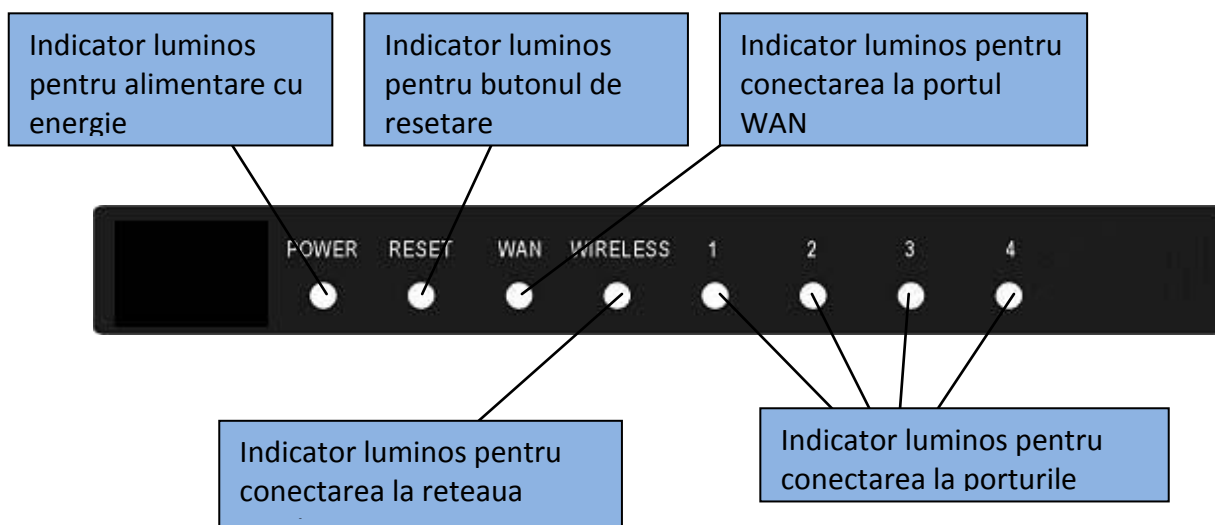 Indicator luminos
pentru alimentare cu
energie
Indicator luminos
pentru butonul de
resetare
Indicator luminos pentru
conectarea la portul
WAN
POWER RESET WAN WIRELESS 1 2 3 4
Indicator luminos pentru
conectarea la reteaua
Indicator luminos pentru
conectarea la porturile